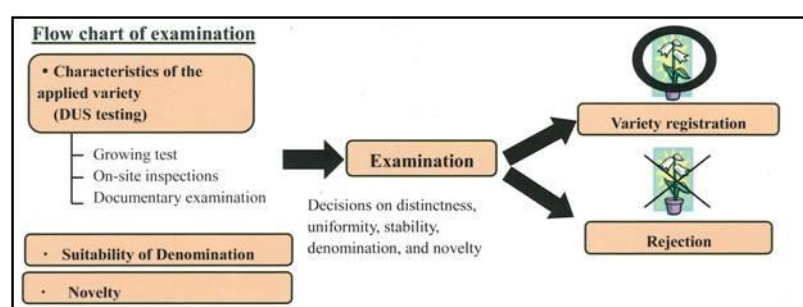 Flow chart of examination
• Characteristics of the
applied variety
(DUS testing)
Growing test
On-site inspections
Documentary examination
· Suitability of Denomination
· Novelty
Examination
Decisions on distinctness,
uniformity, stability,
denomination, and novelty
Variety registration
Rejection